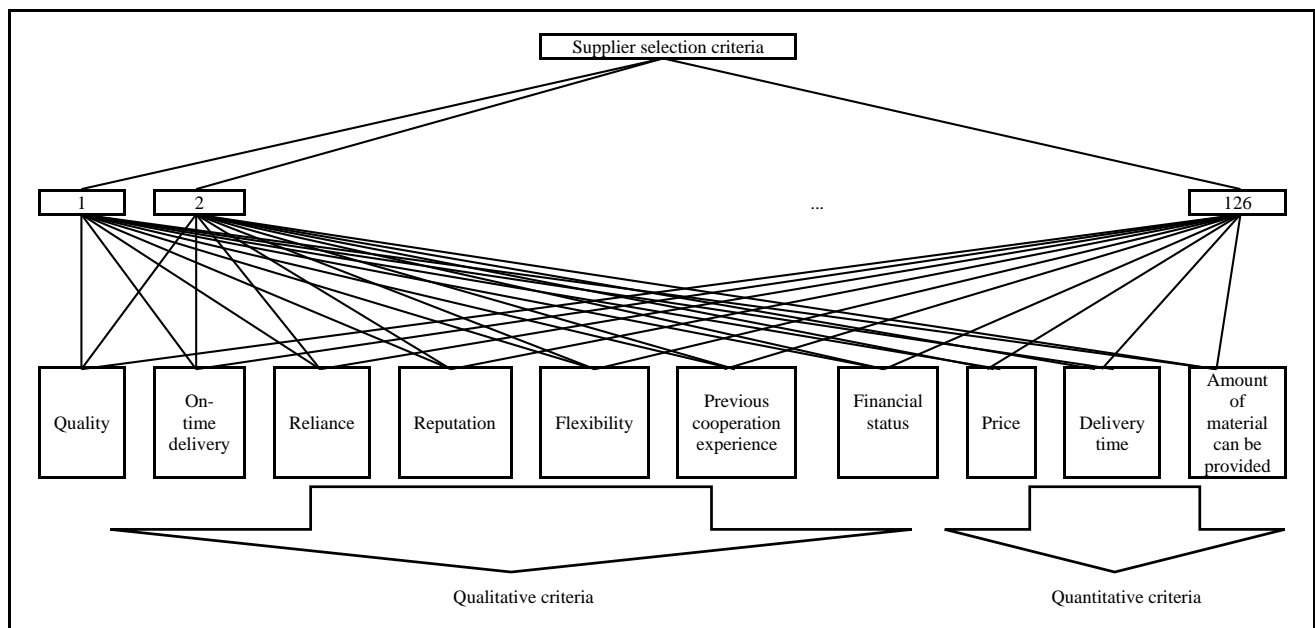 Supplier selection criteria
1
2
...
126
Quality
On-
time
delivery
Reliance
Reputation
Flexibility
Previous
cooperation
experience
Financial
status
Price
Delivery
time
Amount
of
material
can be
provided
Qualitative criteria
Quantitative criteria